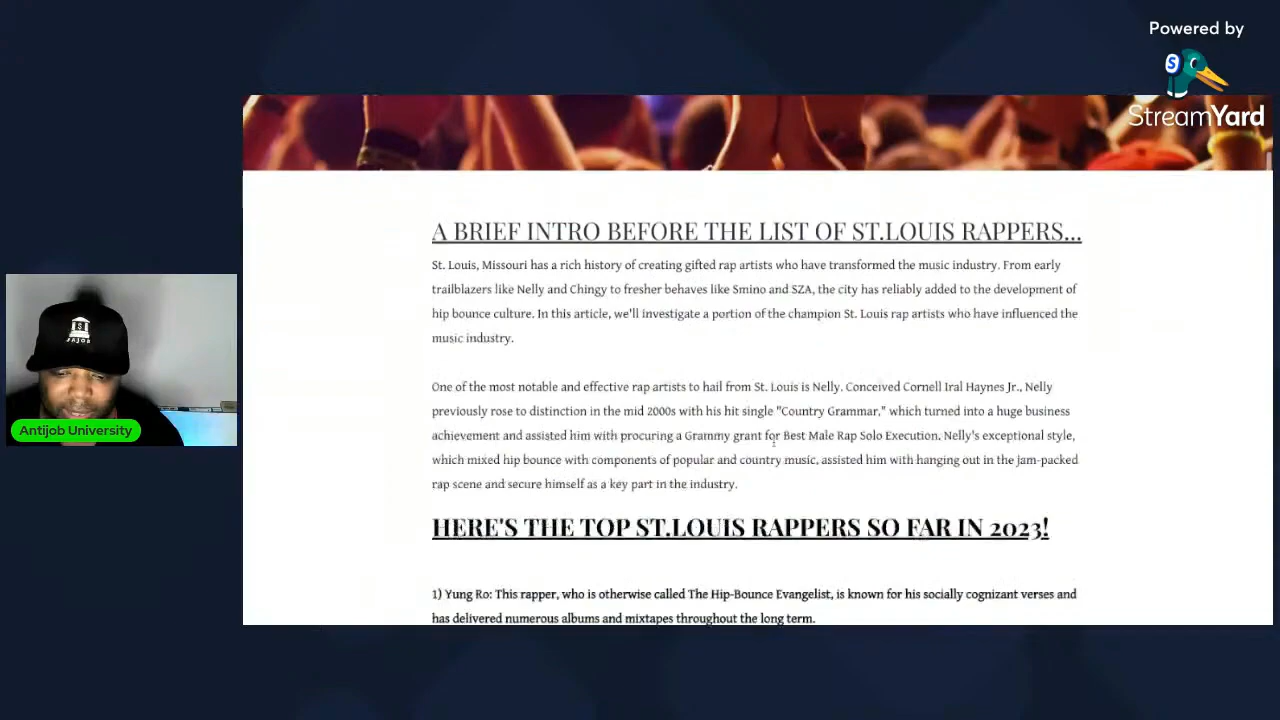 Powered by
S
StreamYard
A BRIEF INTRO BEFORE THE LIST OF ST.LOUIS RAPPERS...
St. Louis, Missouri has a rich history of creating gifted rap artists who have transformed the music industry. From early
trailblazers like Nelly and Chingy to fresher behaves like Smino and SZA, the city has reliably added to the development of
hip bounce culture. In this article, we'll investigate a portion of the champion St. Louis rap artists who have influenced the
music industry.
One of the most notable and effective rap artists to hail from St. Louis is Nelly. Conceived Cornell Iral Haynes Jr., Nelly
previously rose to distinction in the mid 2000s with his hit single "Country Grammar," which turned into a huge business
achievement and assisted him with procuring a Grammy grant for Best Male Rap Solo Execution. Nelly's exceptional style,
which mixed hip bounce with components of popular and country music, assisted him with hanging out in the jam-packed
rap scene and secure himself as a key part in the industry.
HERE'S THE TOP ST.LOUIS RAPPERS SO FAR IN 2023!
1) Yung Ro: This rapper, who is otherwise called The Hip-Bounce Evangelist, is known for his socially cognizant verses and
has delivered numerous albums and mixtapes throughout the long term.
Antijob University